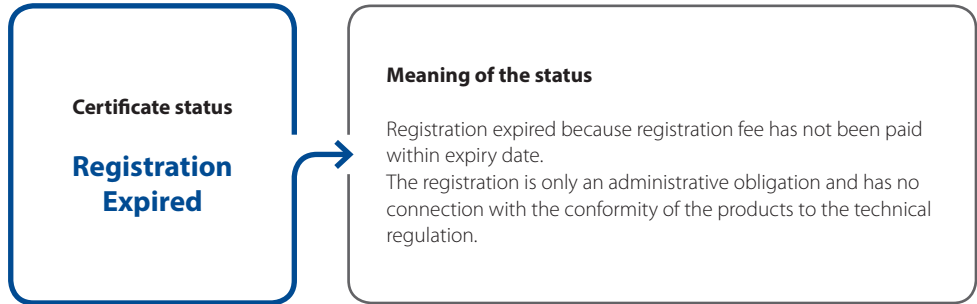 Certificate status
Registration
Expired
Meaning of the status
Registration expired because registration fee has not been paid
within expiry date.
The registration is only an administrative obligation and has no
connection with the conformity of the products to the technical
regulation.